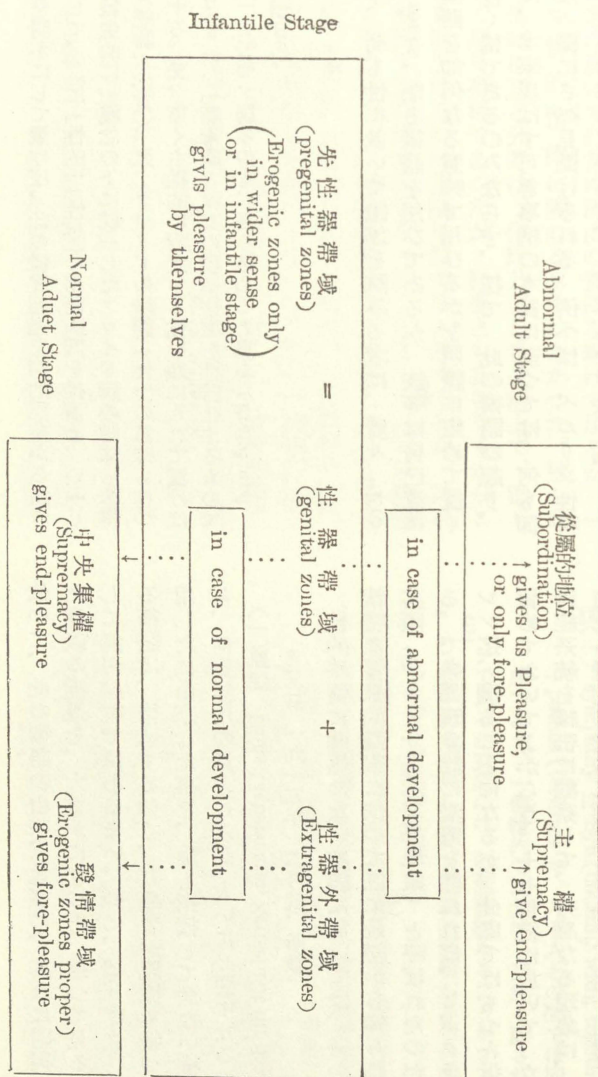 Infantile Stage
Abnormal
Adult Stage
從屬的地位
(Subordination)
↑ gives us Pleasure,
or only fore-pleasure
主權
(Supremacy)
↑ give end-pleasure
in case of abnormal development
先性器帶域
(pregenital zones)
(Erogenic zones only
in wider sense
or in infantile stage)
givls pleasure
by themselves
=
性器帶域
(genital zones)
+
性器外帶域
(Extragenital zones)
in case of normal development
Normal
Aduet Stage
中央集權
(Supremacy)
gives end-pleasure
發情帶域
(Erogenic zones proper)
gives fore-pleasure